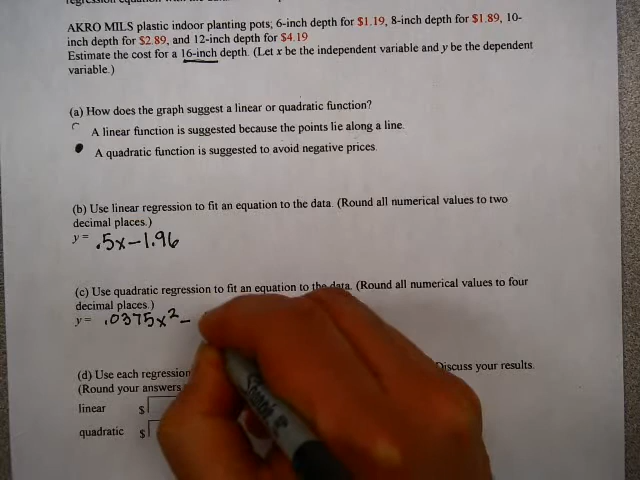 AKRO MILS plastic indoor planting pots; 6-inch depth for $1.19, 8-inch depth for $1.89, 10-
inch depth for $2.89, and 12-inch depth for $4.19
Estimate the cost for a 16-inch depth. (Let x be the independent variable and y be the dependent
variable.)
(a) How does the graph suggest a linear or quadratic function?
A linear function is suggested because the points lie along a line.
A quadratic function is suggested to avoid negative prices.
(b) Use linear regression to fit an equation to the data. (Round all numerical values to two
decimal places.)
y = .5x-1.96
(c) Use quadratic regression to fit an equation to the data. (Round all numerical values to four
decimal places.)
y = .0375x²-
(d) Use each regression Discuss your results.
(Round your answers
linear $
quadratic $